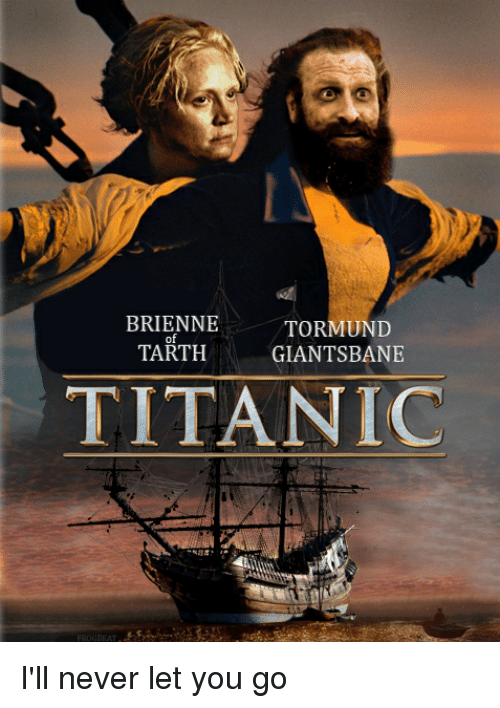 BRIENNE
of
TARTH
TORMUND
GIANTSBANE
TITANIC
I'll never let you go